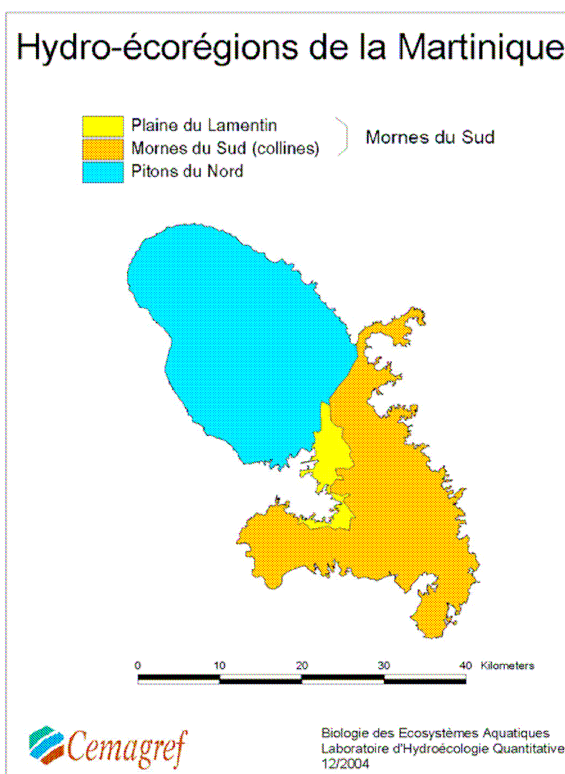 Hydro-écorégions de la Martinique
Plaine du Lamentin
Mornes du Sud (collines)
Mornes du Sud
Pitons du Nord
0 10 20 30 40 Kilometers
Cemagref
Biologie des Ecosystèmes Aquatiques
Laboratoire d'Hydroécologie Quantitative
12/2004